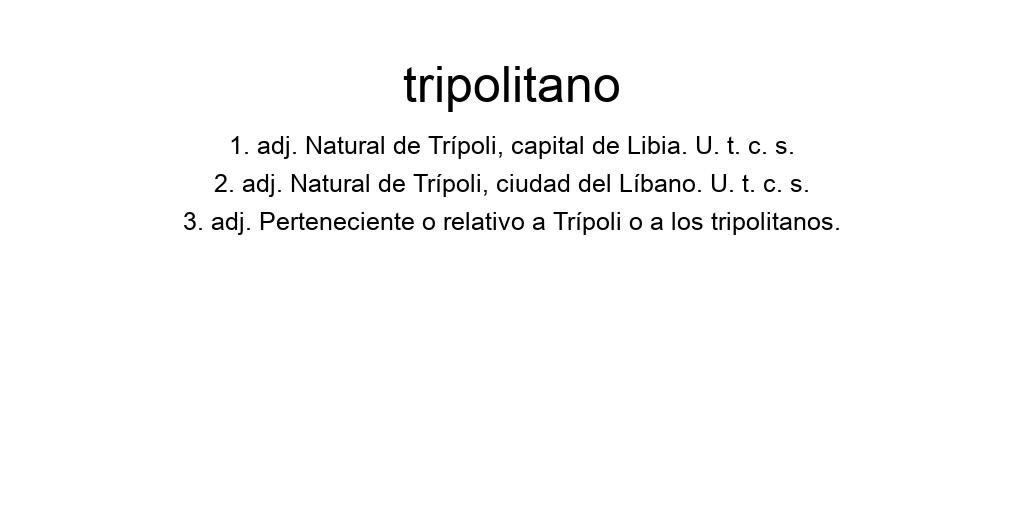 tripolitano
1. adj. Natural de Trípoli, capital de Libia. U. t. c. s.
2. adj. Natural de Trípoli, ciudad del Líbano. U. t. c. s.
3. adj. Perteneciente o relativo a Trípoli o a los tripolitanos.